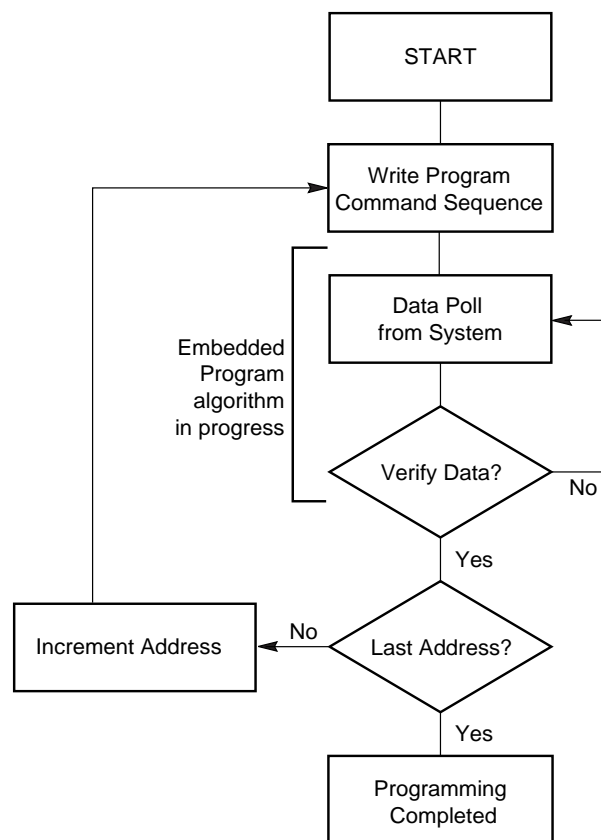 START
Write Program
Command Sequence
Data Poll
from System
Embedded
Program
algorithm
in progress
Verify Data?
No
Yes
Increment Address
No
Last Address?
Yes
Programming
Completed